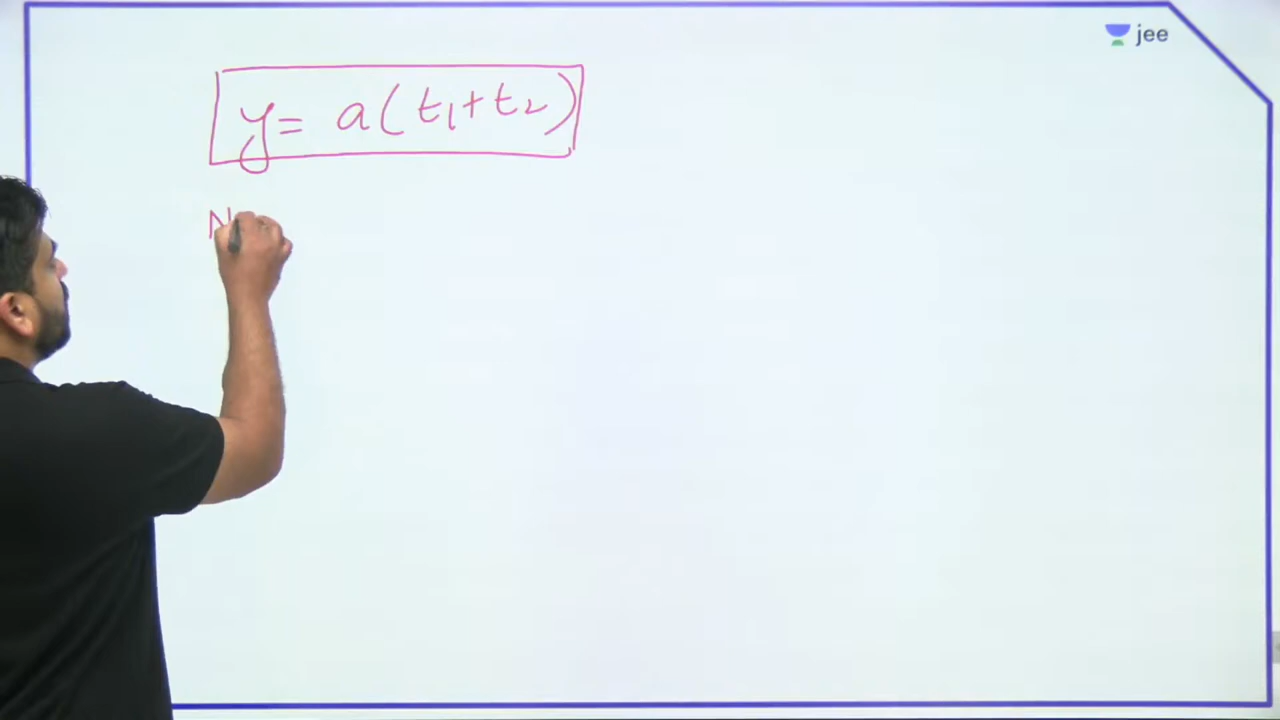 jee
y = a(t₁+t₂)
N